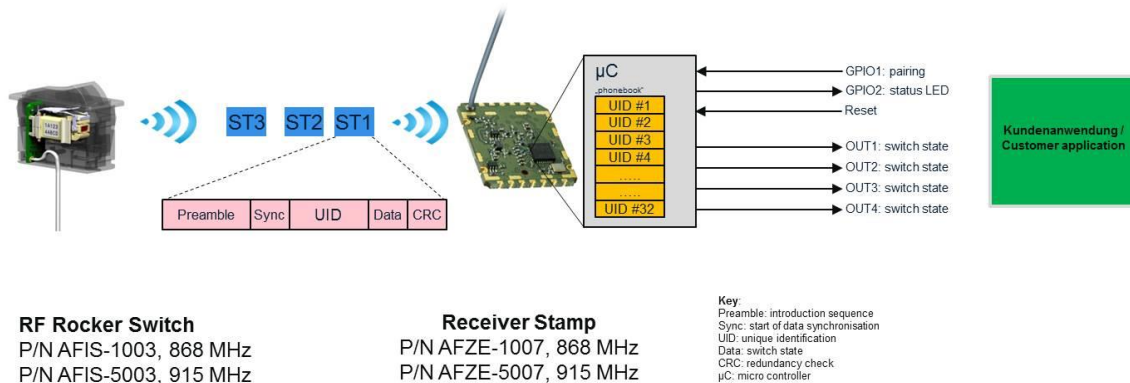 ST3
ST2
ST1
Preamble
Sync
UID
Data
CRC
µC
„phonebook“
UID #1
UID #2
UID #3
UID #4
.....
.....
UID #32
GPIO1: pairing
GPIO2: status LED
Reset
OUT1: switch state
OUT2: switch state
OUT3: switch state
OUT4: switch state
Kundenanwendung /
Customer application
RF Rocker Switch
P/N AFIS-1003, 868 MHz
P/N AFIS-5003, 915 MHz
Receiver Stamp
P/N AFZE-1007, 868 MHz
P/N AFZE-5007, 915 MHz
Key:
Preamble: introduction sequence
Sync: start of data synchronisation
UID: unique identification
Data: switch state
CRC: redundancy check
µC: micro controller